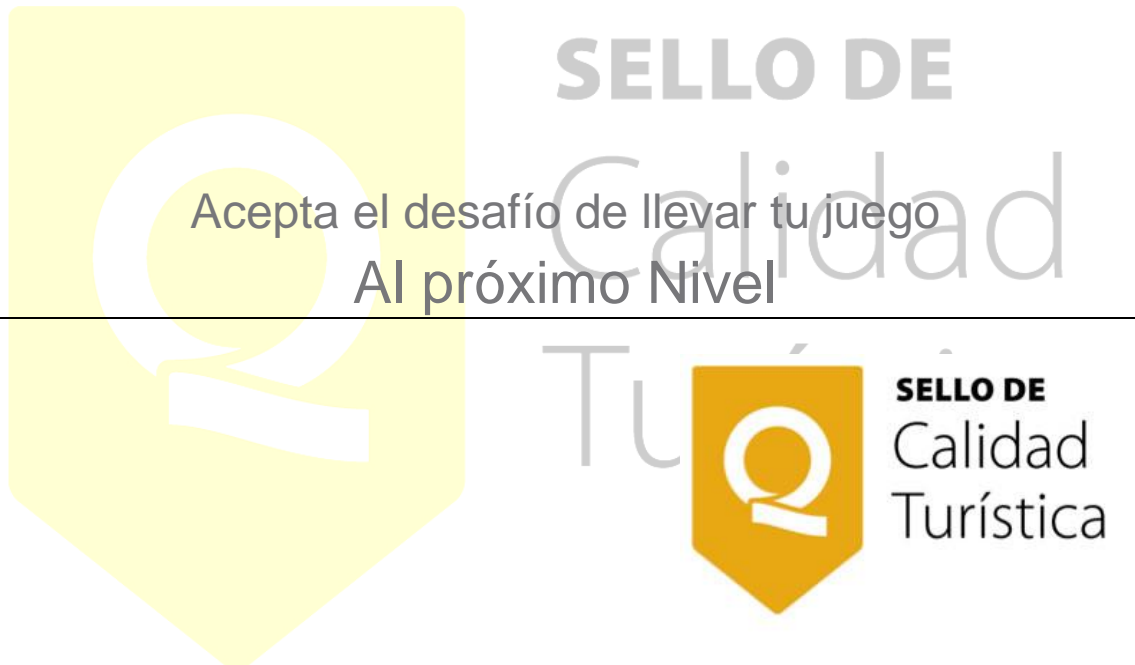 SELLO DE
Calidad
Acepta el desafío de llevar tu juego
Al próximo Nivel
SELLO DE
Calidad
Turística